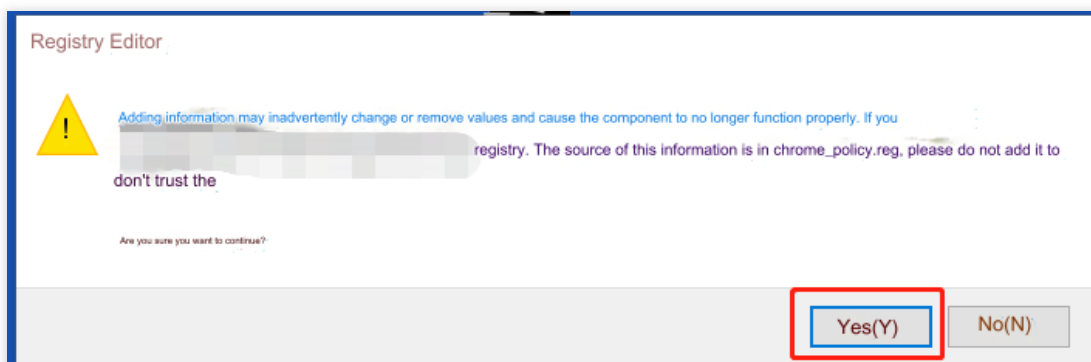 Registry Editor
Adding information may inadvertently change or remove values and cause the component to no longer function properly. If you
registry. The source of this information is in chrome_policy.reg, please do not add it to
don't trust the
Are you sure you want to continue?
Yes(Y)
No(N)